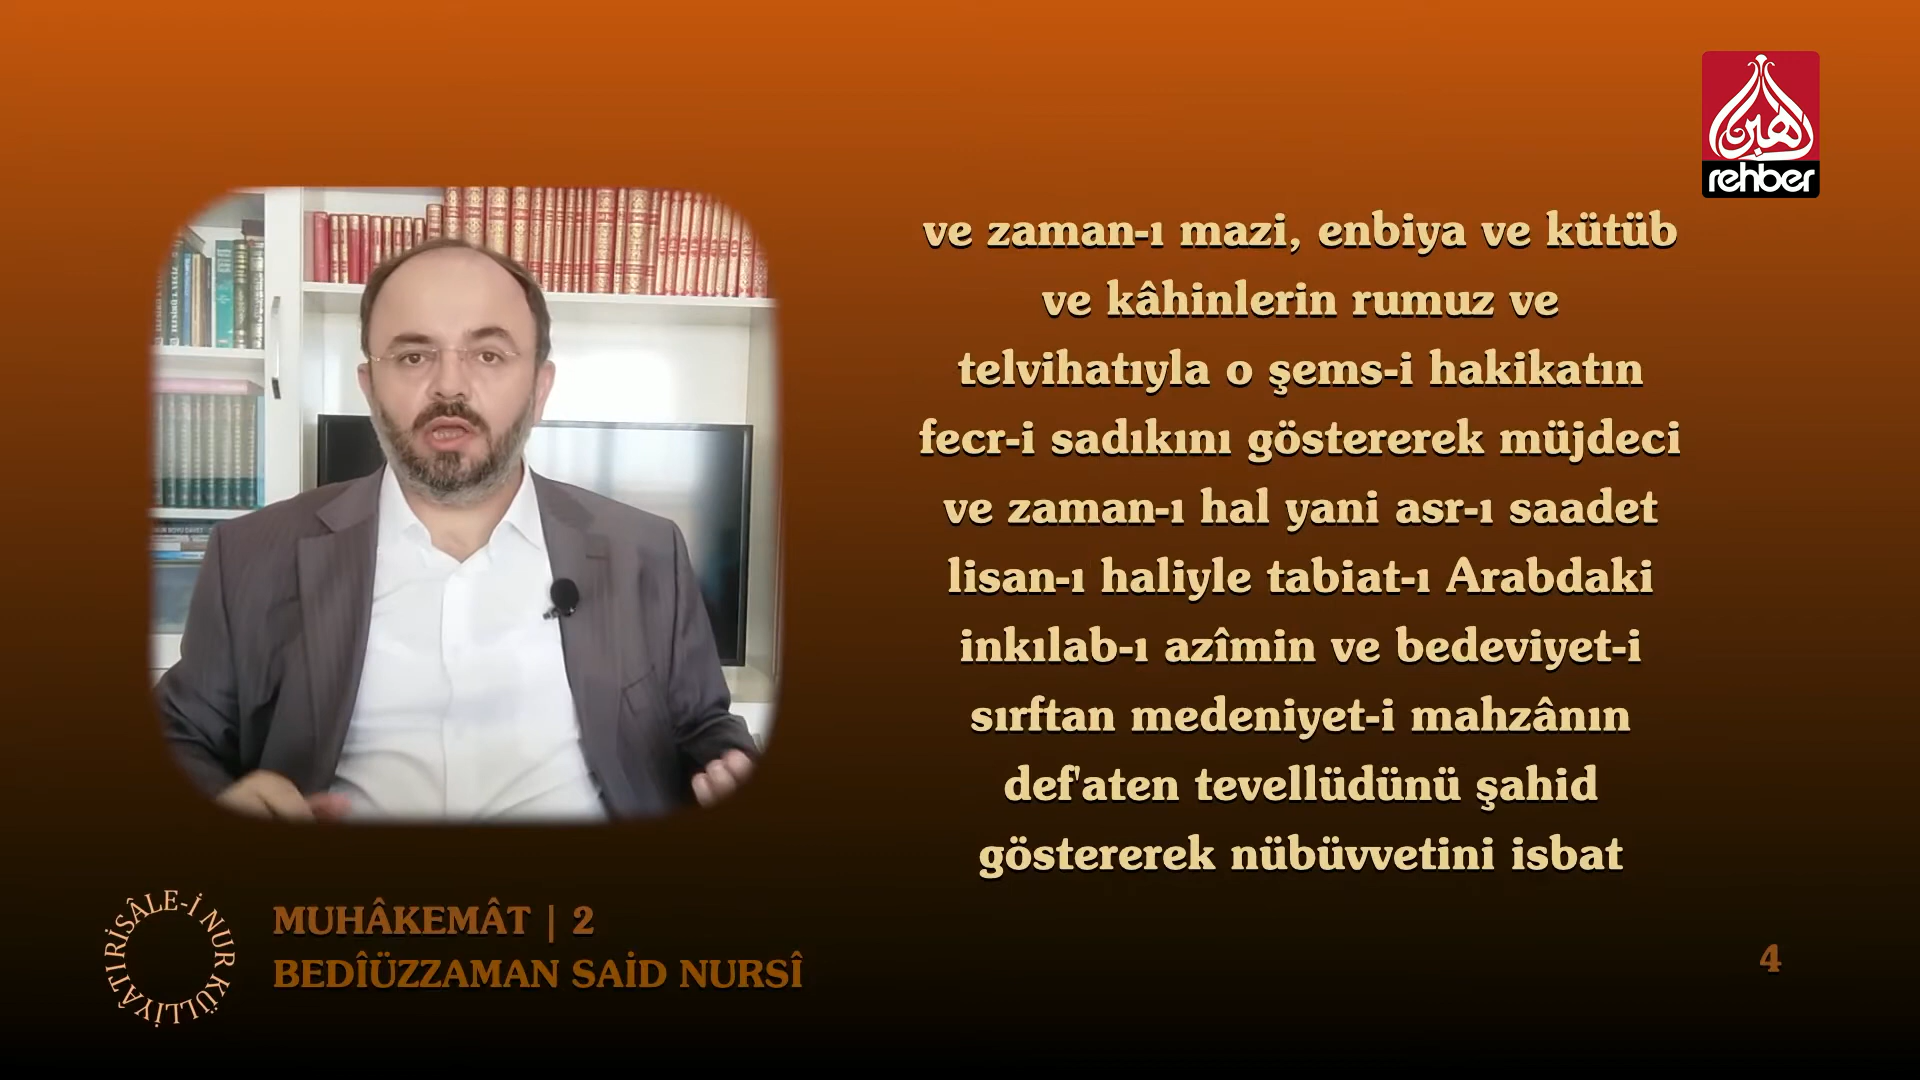 رهبر
rehber
ve zaman-ı mazi, enbiya ve kütüb
ve kâhinlerin rumuz ve
telvihatıyla o şems-i hakikatın
fecr-i sadıkını göstererek müjdeci
ve zaman-ı hal yani asr-ı saadet
lisan-ı haliyle tabiat-ı Arabdaki
inkılab-ı azîmin ve bedeviyet-i
sırftan medeniyet-i mahzânın
def'aten tevellüdünü şahid
göstererek nübüvvetini isbat
RİSÂLE-İ NUR KÜLLİYÂTI
MUHÂKEMÂT | 2
BEDÎÜZZAMAN SAİD NURSÎ
4